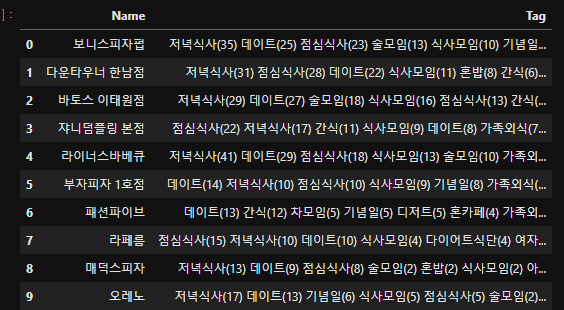 ]:
Name Tag
0 보니스피자펍 저녁식사(35) 데이트(25) 점심식사(23) 술모임(13) 식사모임(10) 기념일...
1 다운타우너 한남점 저녁식사(31) 점심식사(28) 데이트(22) 식사모임(11) 혼밥(8) 간식(6)...
2 바토스 이태원점 저녁식사(29) 데이트(27) 술모임(18) 식사모임(16) 점심식사(13) 간식(...
3 쟈니덤플링 본점 점심식사(22) 저녁식사(17) 간식(11) 식사모임(9) 데이트(8) 가족외식(7...
4 라이너스바베큐 저녁식사(41) 데이트(29) 점심식사(18) 식사모임(13) 술모임(10) 가족외...
5 부자피자 1호점 데이트(14) 저녁식사(10) 점심식사(10) 식사모임(9) 기념일(8) 가족외식(...
6 패션파이브 데이트(13) 간식(12) 차모임(5) 기념일(5) 디저트(5) 혼카페(4) 가족외...
7 라페름 점심식사(15) 저녁식사(10) 데이트(10) 식사모임(4) 다이어트식단(4) 여자...
8 매덕스피자 저녁식사(13) 데이트(9) 점심식사(8) 술모임(2) 혼밥(2) 식사모임(2) 아...
9 오레노 저녁식사(17) 데이트(13) 기념일(6) 식사모임(5) 점심식사(5) 술모임(2)...